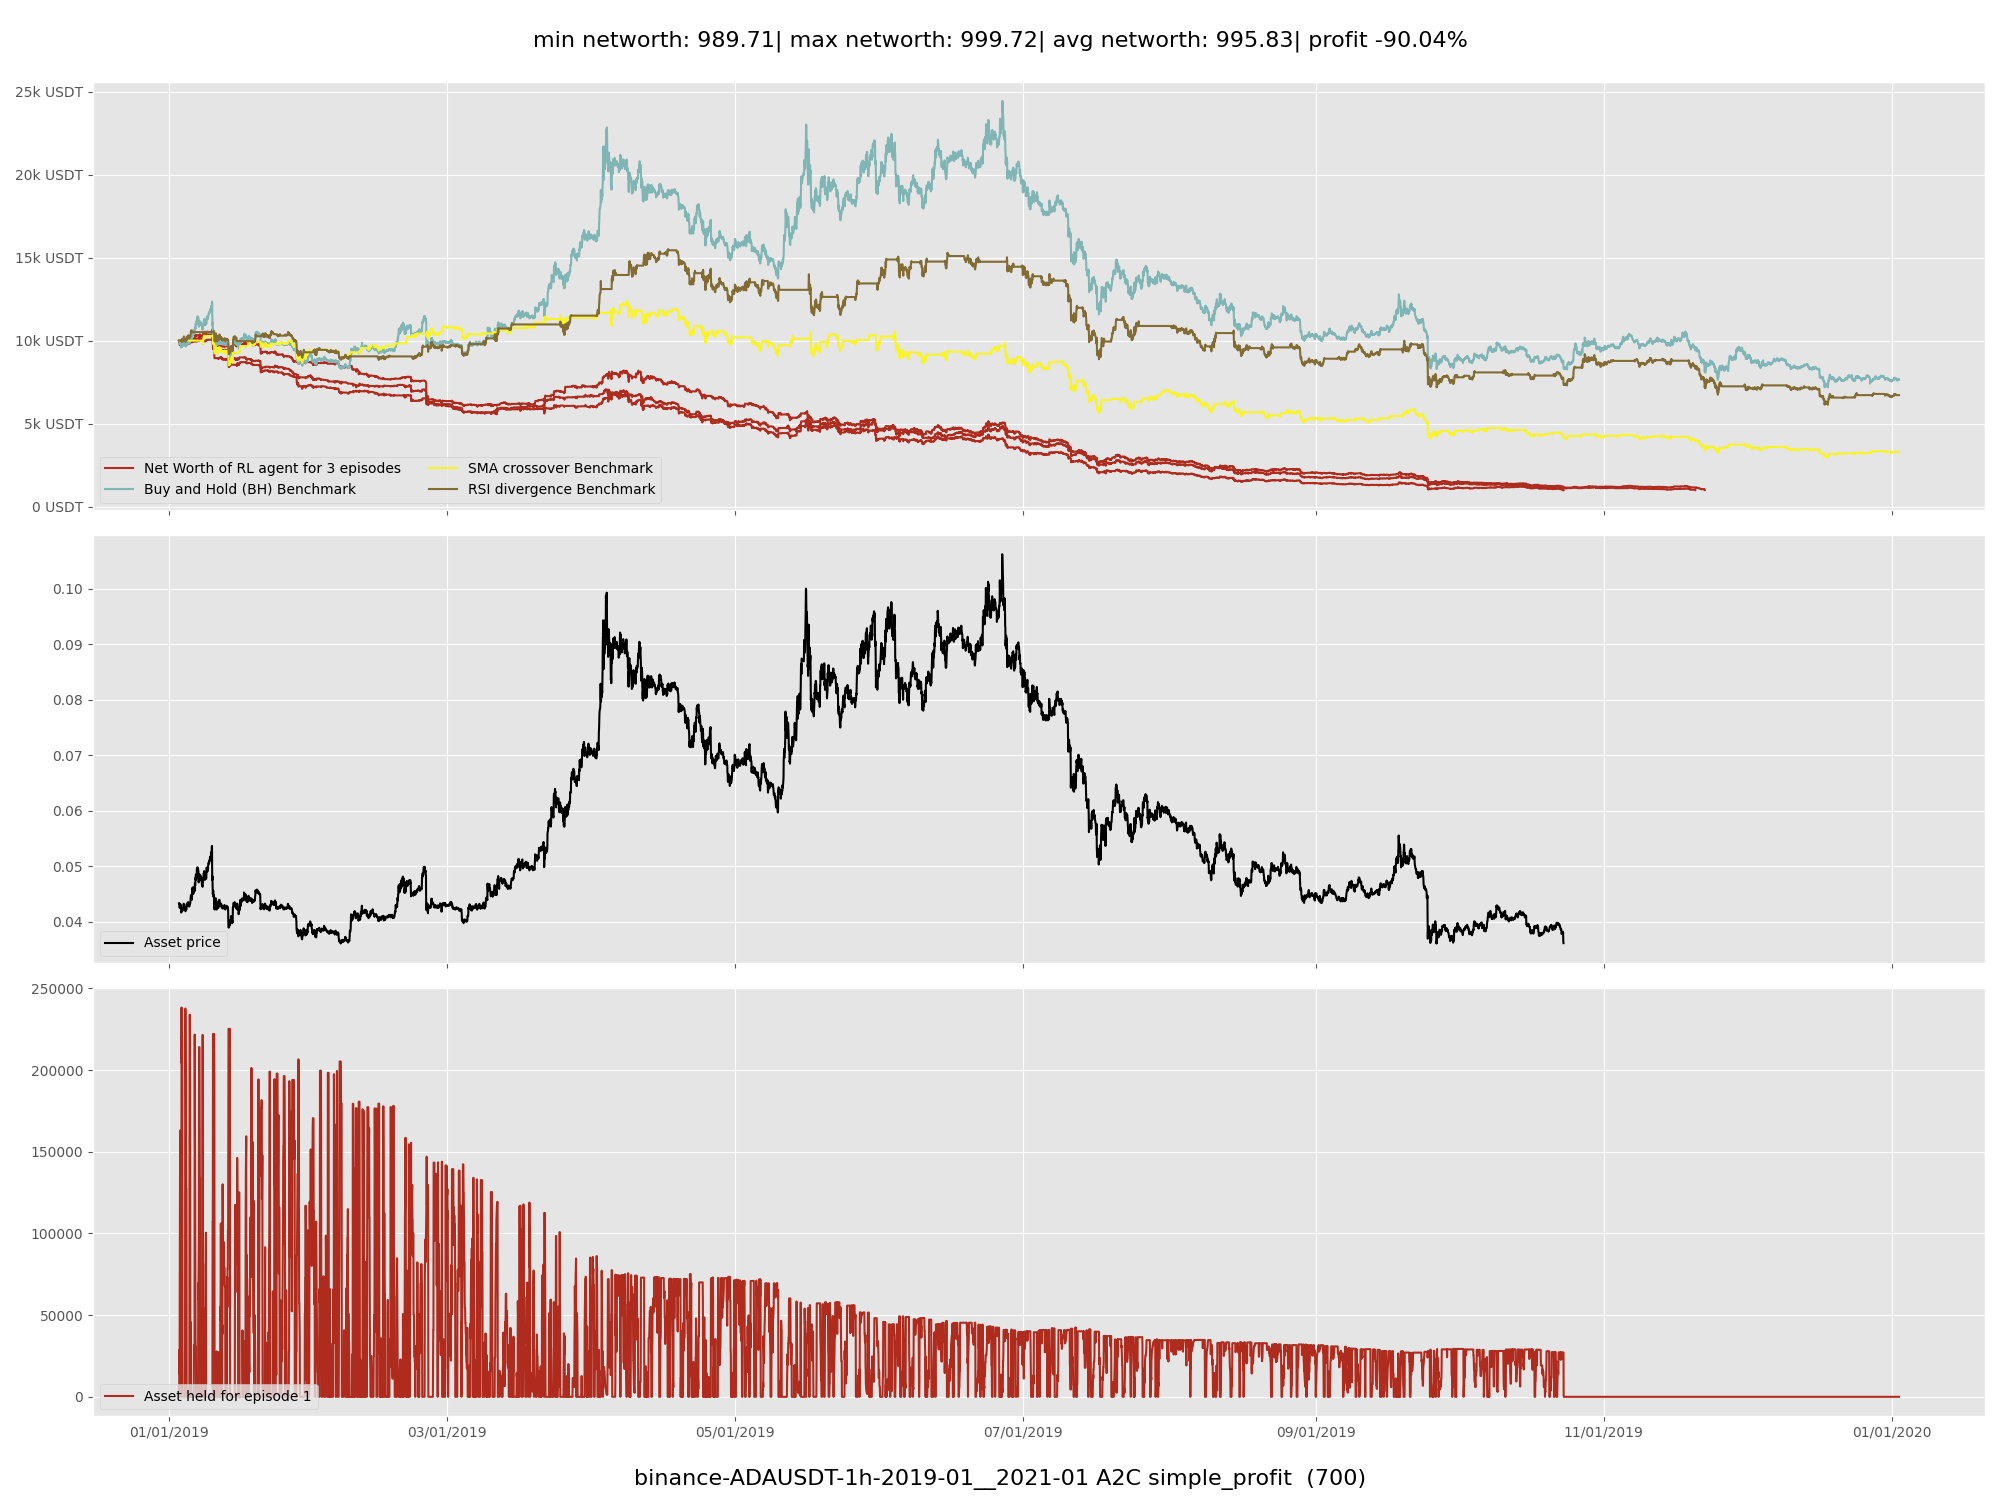 min networth: 989.71| max networth: 999.72| avg networth: 995.83| profit -90.04%
25k USDT
20k USDT
15k USDT
10k USDT
5k USDT
0 USDT
Net Worth of RL agent for 3 episodes
Buy and Hold (BH) Benchmark
SMA crossover Benchmark
RSI divergence Benchmark
0.10
0.09
0.08
0.07
0.06
0.05
0.04
Asset price
250000
200000
150000
100000
50000
0
Asset held for episode 1
01/01/2019 03/01/2019 05/01/2019 07/01/2019 09/01/2019 11/01/2019 01/01/2020
binance-ADAUSDT-1h-2019-01__2021-01 A2C simple_profit (700)